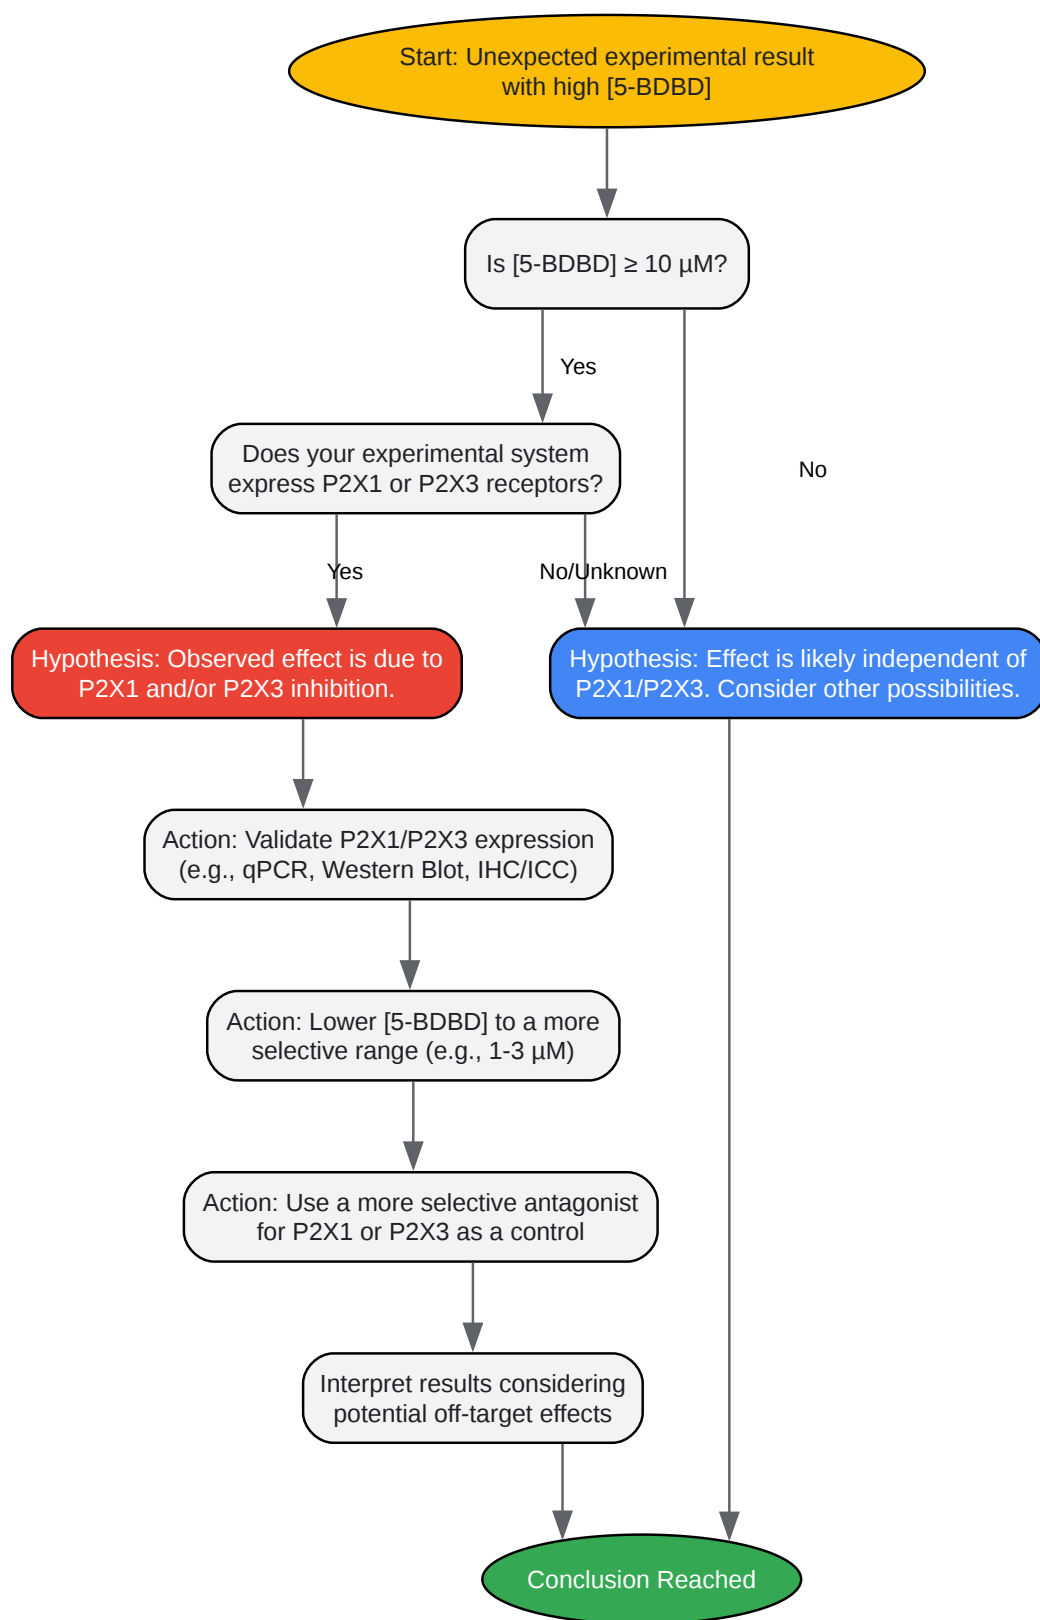 Start: Unexpected experimental result
with high [5-BDBD]
Is [5-BDBD] ≥ 10 µM?
Yes
Does your experimental system
express P2X1 or P2X3 receptors?
No
Yes
No/Unknown
Hypothesis: Observed effect is due to
P2X1 and/or P2X3 inhibition.
Hypothesis: Effect is likely independent of
P2X1/P2X3. Consider other possibilities.
Action: Validate P2X1/P2X3 expression
(e.g., qPCR, Western Blot, IHC/ICC)
Action: Lower [5-BDBD] to a more
selective range (e.g., 1-3 µM)
Action: Use a more selective antagonist
for P2X1 or P2X3 as a control
Interpret results considering
potential off-target effects
Conclusion Reached